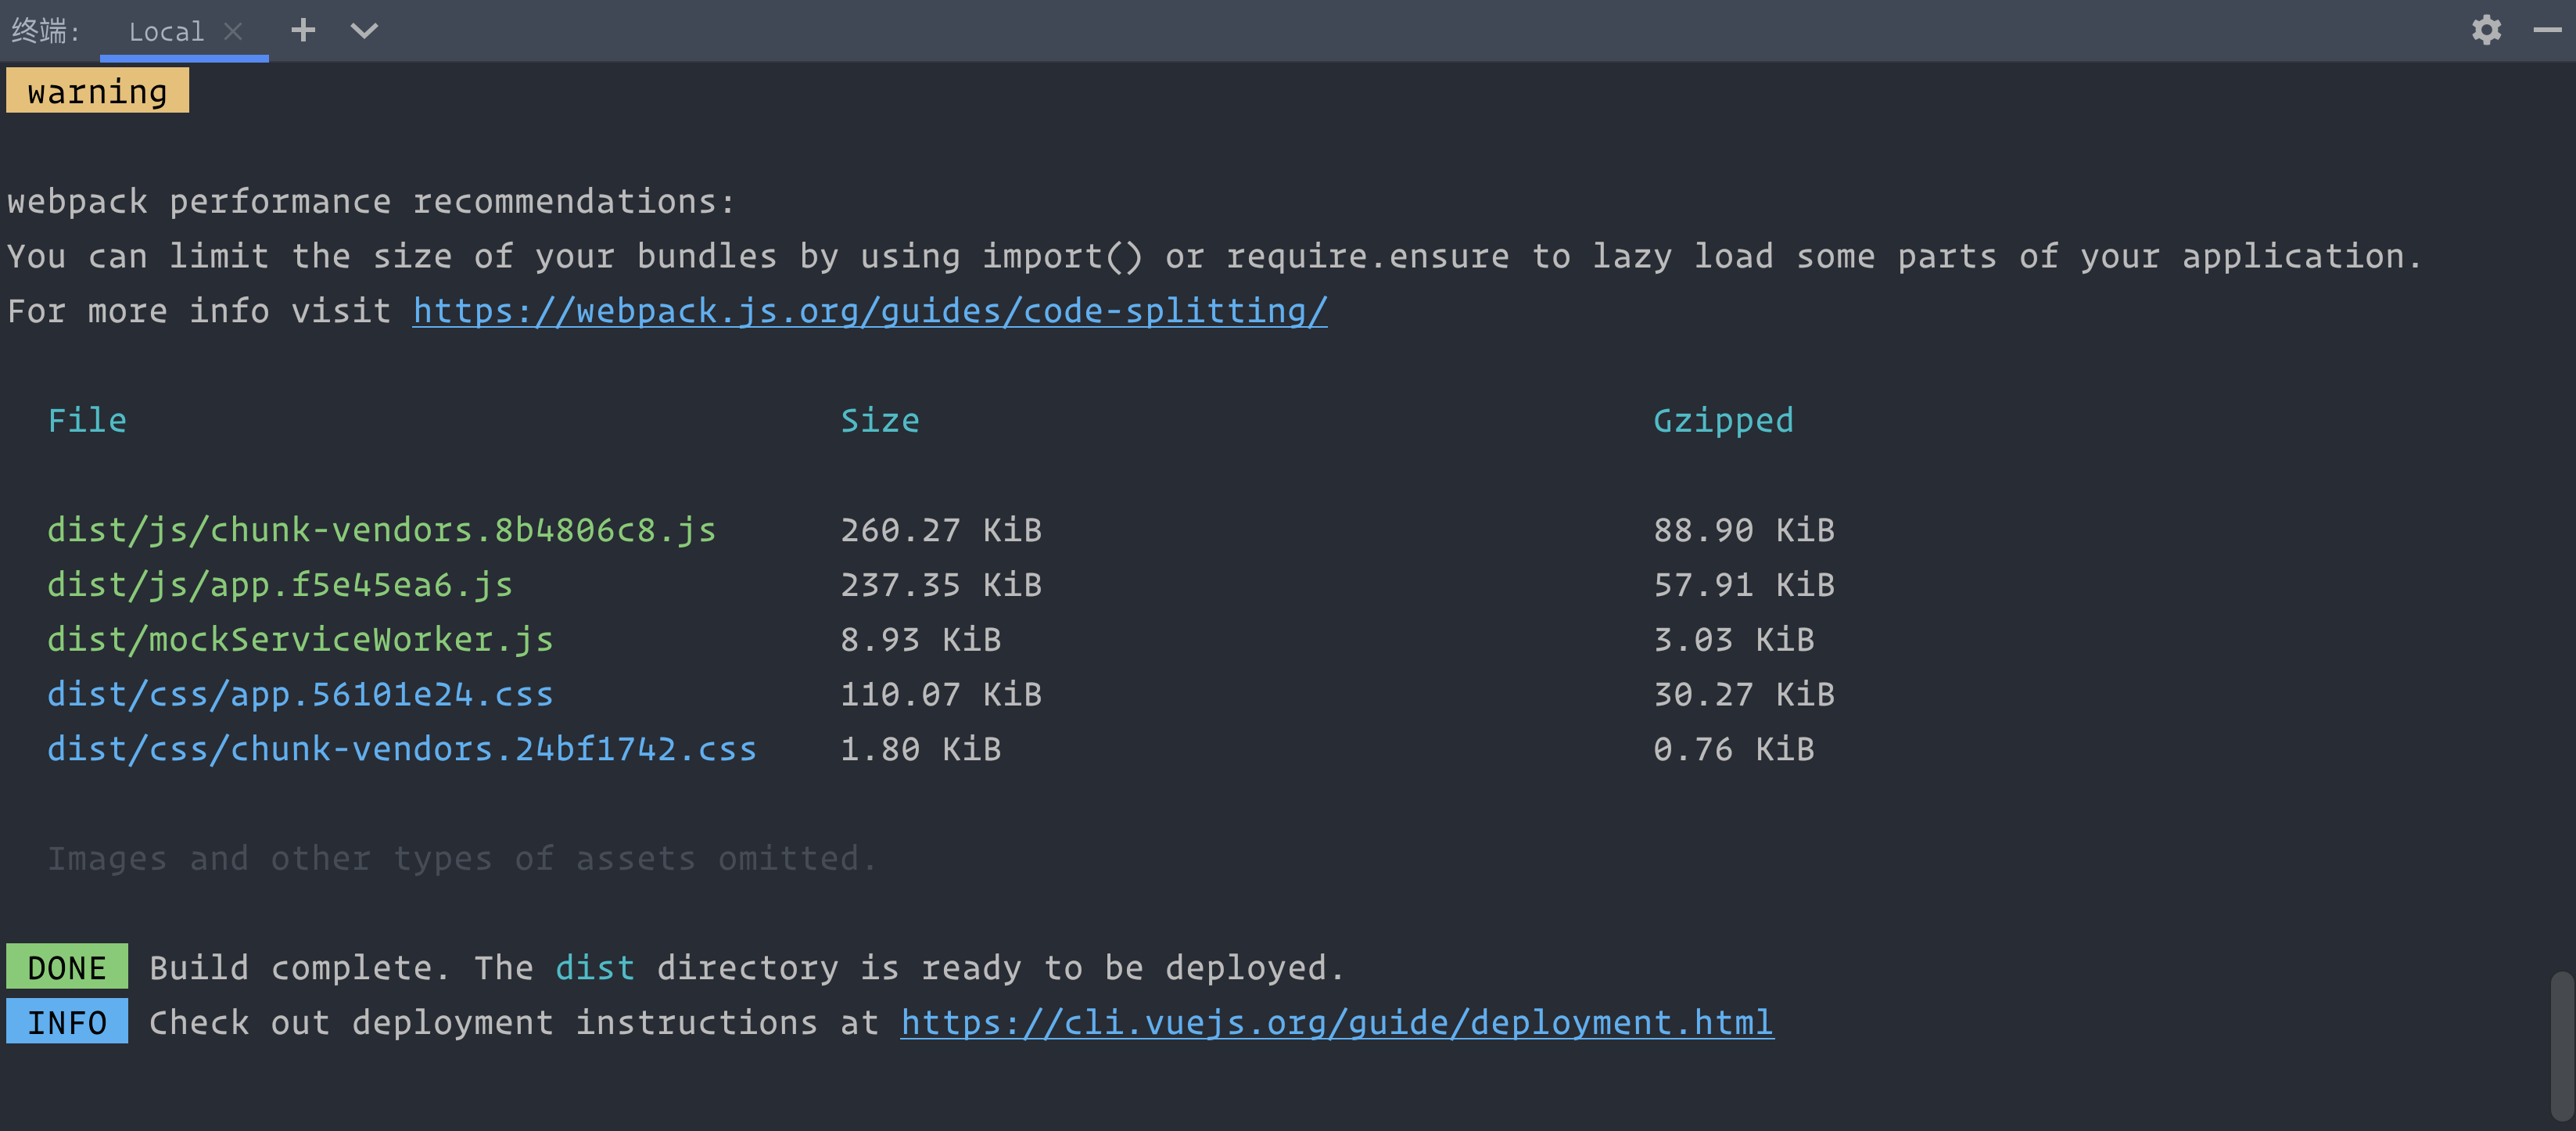 终端: Local
warning
webpack performance recommendations:
You can limit the size of your bundles by using import() or require.ensure to lazy load some parts of your application.
For more info visit https://webpack.js.org/guides/code-splitting/
File Size Gzipped
dist/js/chunk-vendors.8b4806c8.js 260.27 KiB 88.90 KiB
dist/js/app.f5e45ea6.js 237.35 KiB 57.91 KiB
dist/mockServiceWorker.js 8.93 KiB 3.03 KiB
dist/css/app.56101e24.css 110.07 KiB 30.27 KiB
dist/css/chunk-vendors.24bf1742.css 1.80 KiB 0.76 KiB
Images and other types of assets omitted.
DONE Build complete. The dist directory is ready to be deployed.
INFO Check out deployment instructions at https://cli.vuejs.org/guide/deployment.html